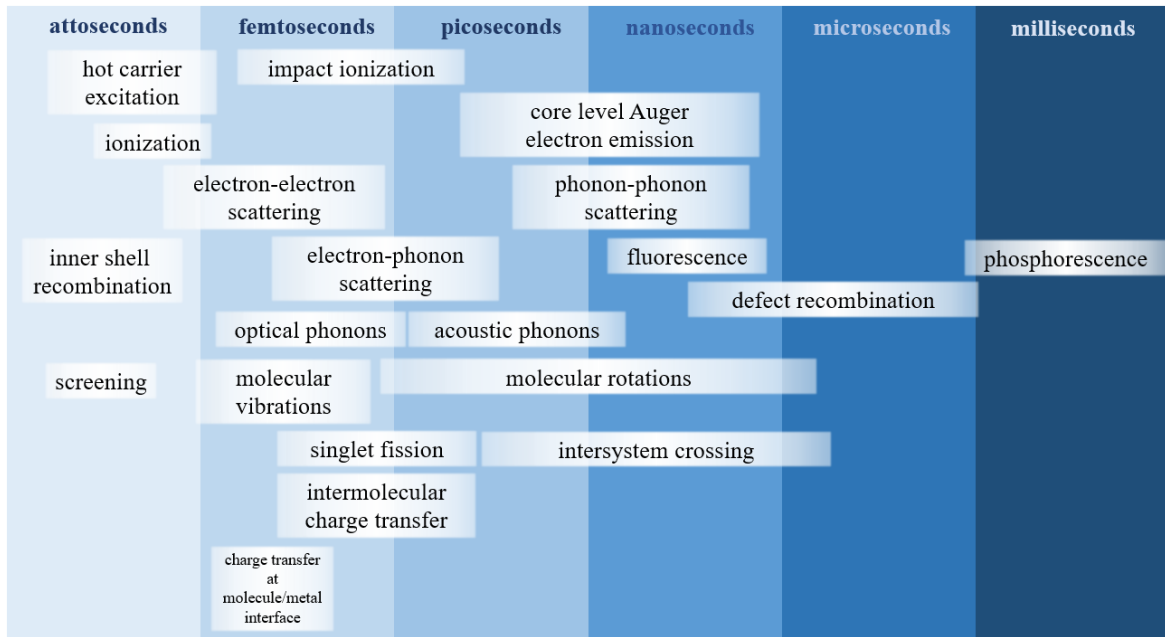 attoseconds
femtoseconds
picoseconds
nanoseconds
microseconds
milliseconds
hot carrier
excitation
impact ionization
core level Auger
electron emission
ionization
electron-electron
scattering
phonon-phonon
scattering
inner shell
recombination
electron-phonon
scattering
fluorescence
phosphorescence
defect recombination
optical phonons
acoustic phonons
screening
molecular
vibrations
molecular rotations
singlet fission
intersystem crossing
intermolecular
charge transfer
charge transfer
at
molecule/metal
interface